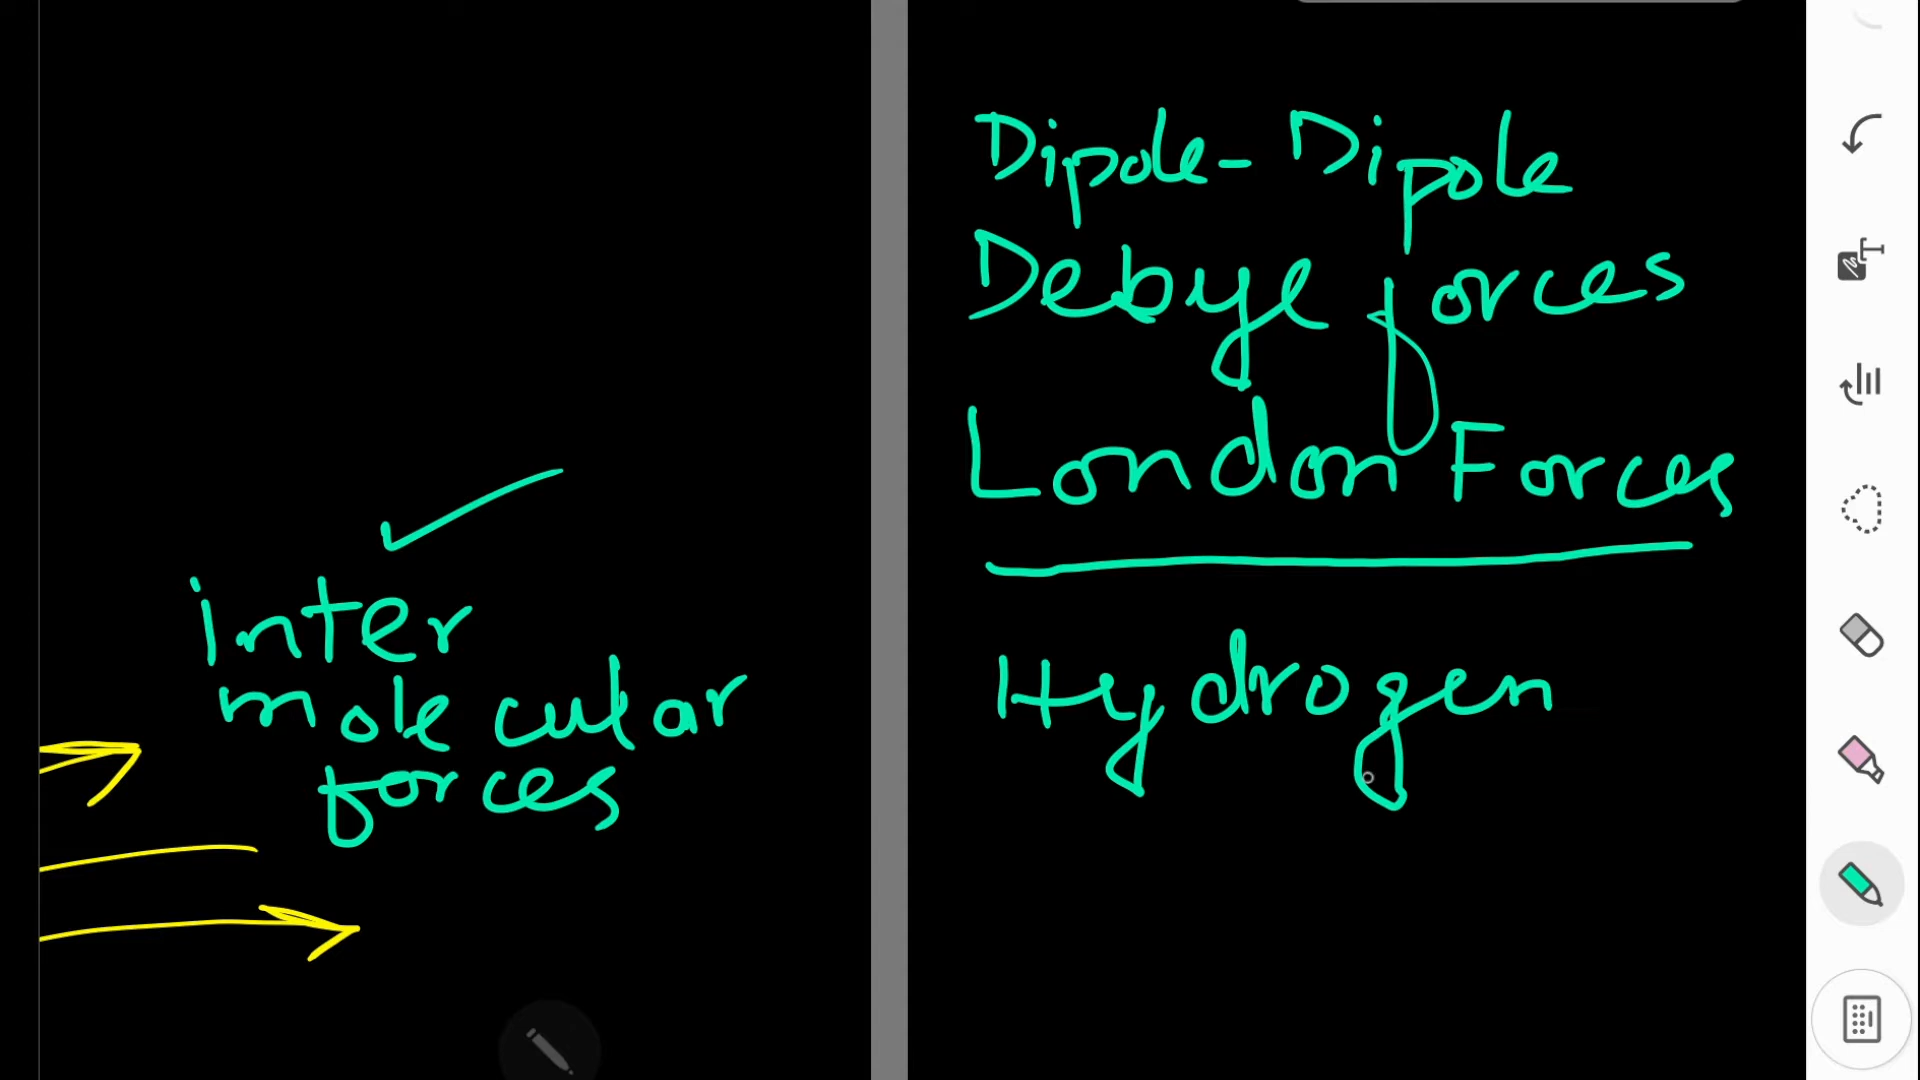 inter
molecular
forces
Dipole-Dipole
Debye forces
London Forces
Hydrogen